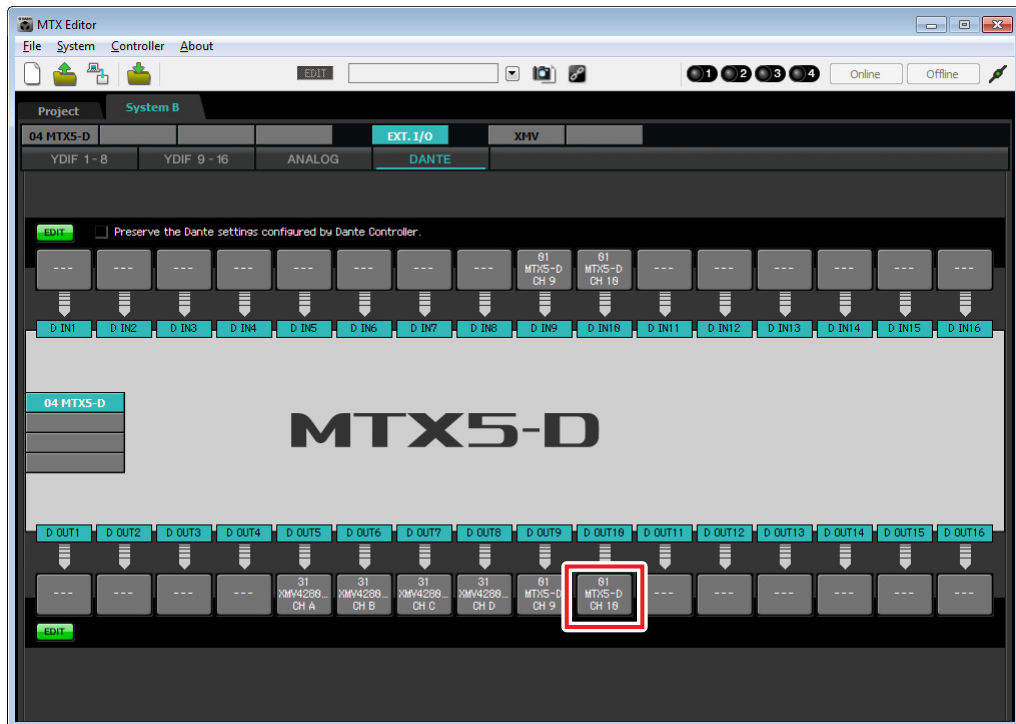 MTX Editor
File System Controller About
EDIT 1 2 3 4 Online Offline
Project System B
04 MTX5-D EXT. I/O XMV
YDIF 1-8 YDIF 9-16 ANALOG DANTE
EDIT Preserve the Dante settings configured by Dante Controller.
--- --- --- --- --- --- --- --- 01 MTX5-D CH 9 01 MTX5-D CH 10 --- --- --- --- --- ---
D IN1 D IN2 D IN3 D IN4 D IN5 D IN6 D IN7 D IN8 D IN9 D IN10 D IN11 D IN12 D IN13 D IN14 D IN15 D IN16
04 MTX5-D
MTX5-D
D OUT1 D OUT2 D OUT3 D OUT4 D OUT5 D OUT6 D OUT7 D OUT8 D OUT9 D OUT10 D OUT11 D OUT12 D OUT13 D OUT14 D OUT15 D OUT16
--- --- --- --- 31 XMV4280... CH A 31 XMV4280... CH B 31 XMV4280... CH C 31 XMV4280... CH D 01 MTX5-D CH 9 01 MTX5-D CH 10 --- --- --- --- --- ---
EDIT